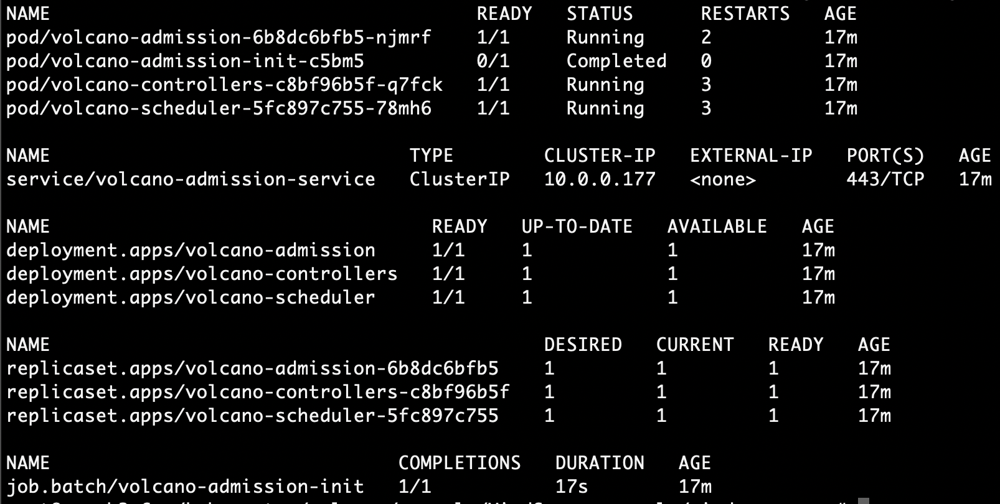 NAME READY STATUS RESTARTS AGE
pod/volcano-admission-6b8dc6bfb5-njmrf 1/1 Running 2 17m
pod/volcano-admission-init-c5bm5 0/1 Completed 0 17m
pod/volcano-controllers-c8bf96b5f-q7fck 1/1 Running 3 17m
pod/volcano-scheduler-5fc897c755-78mh6 1/1 Running 3 17m
NAME TYPE CLUSTER-IP EXTERNAL-IP PORT(S) AGE
service/volcano-admission-service ClusterIP 10.0.0.177 <none> 443/TCP 17m
NAME READY UP-TO-DATE AVAILABLE AGE
deployment.apps/volcano-admission 1/1 1 1 17m
deployment.apps/volcano-controllers 1/1 1 1 17m
deployment.apps/volcano-scheduler 1/1 1 1 17m
NAME DESIRED CURRENT READY AGE
replicaset.apps/volcano-admission-6b8dc6bfb5 1 1 1 17m
replicaset.apps/volcano-controllers-c8bf96b5f 1 1 1 17m
replicaset.apps/volcano-scheduler-5fc897c755 1 1 1 17m
NAME COMPLETIONS DURATION AGE
job.batch/volcano-admission-init 1/1 17s 17m